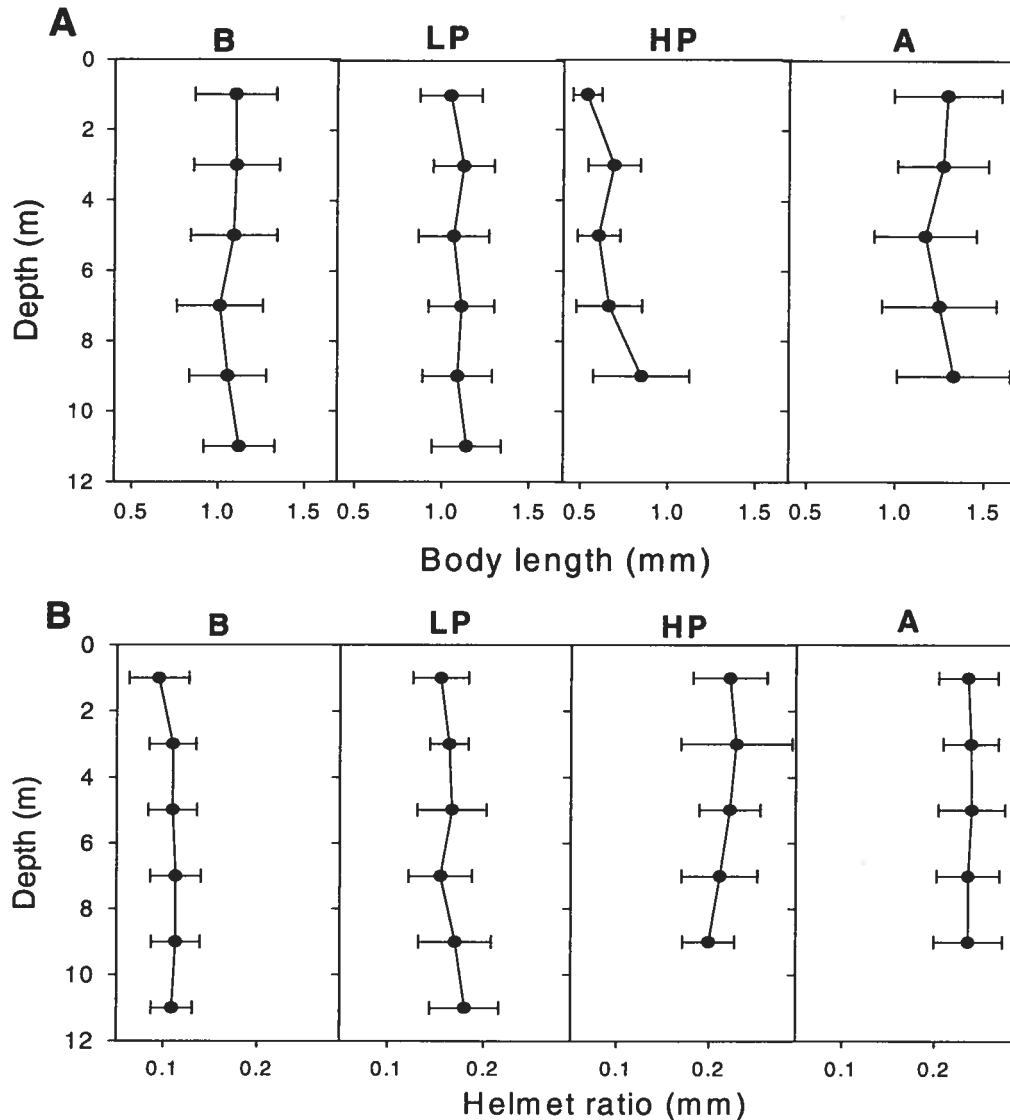 A
B LP HP A
0
2
4
6
8
10
12
Depth (m)
0.5 1.0 1.5 0.5 1.0 1.5 0.5 1.0 1.5 0.5 1.0 1.5
Body length (mm)
B
B LP HP A
0
2
4
6
8
10
12
Depth (m)
0.1 0.2 0.1 0.2 0.1 0.2 0.1 0.2
Helmet ratio (mm)